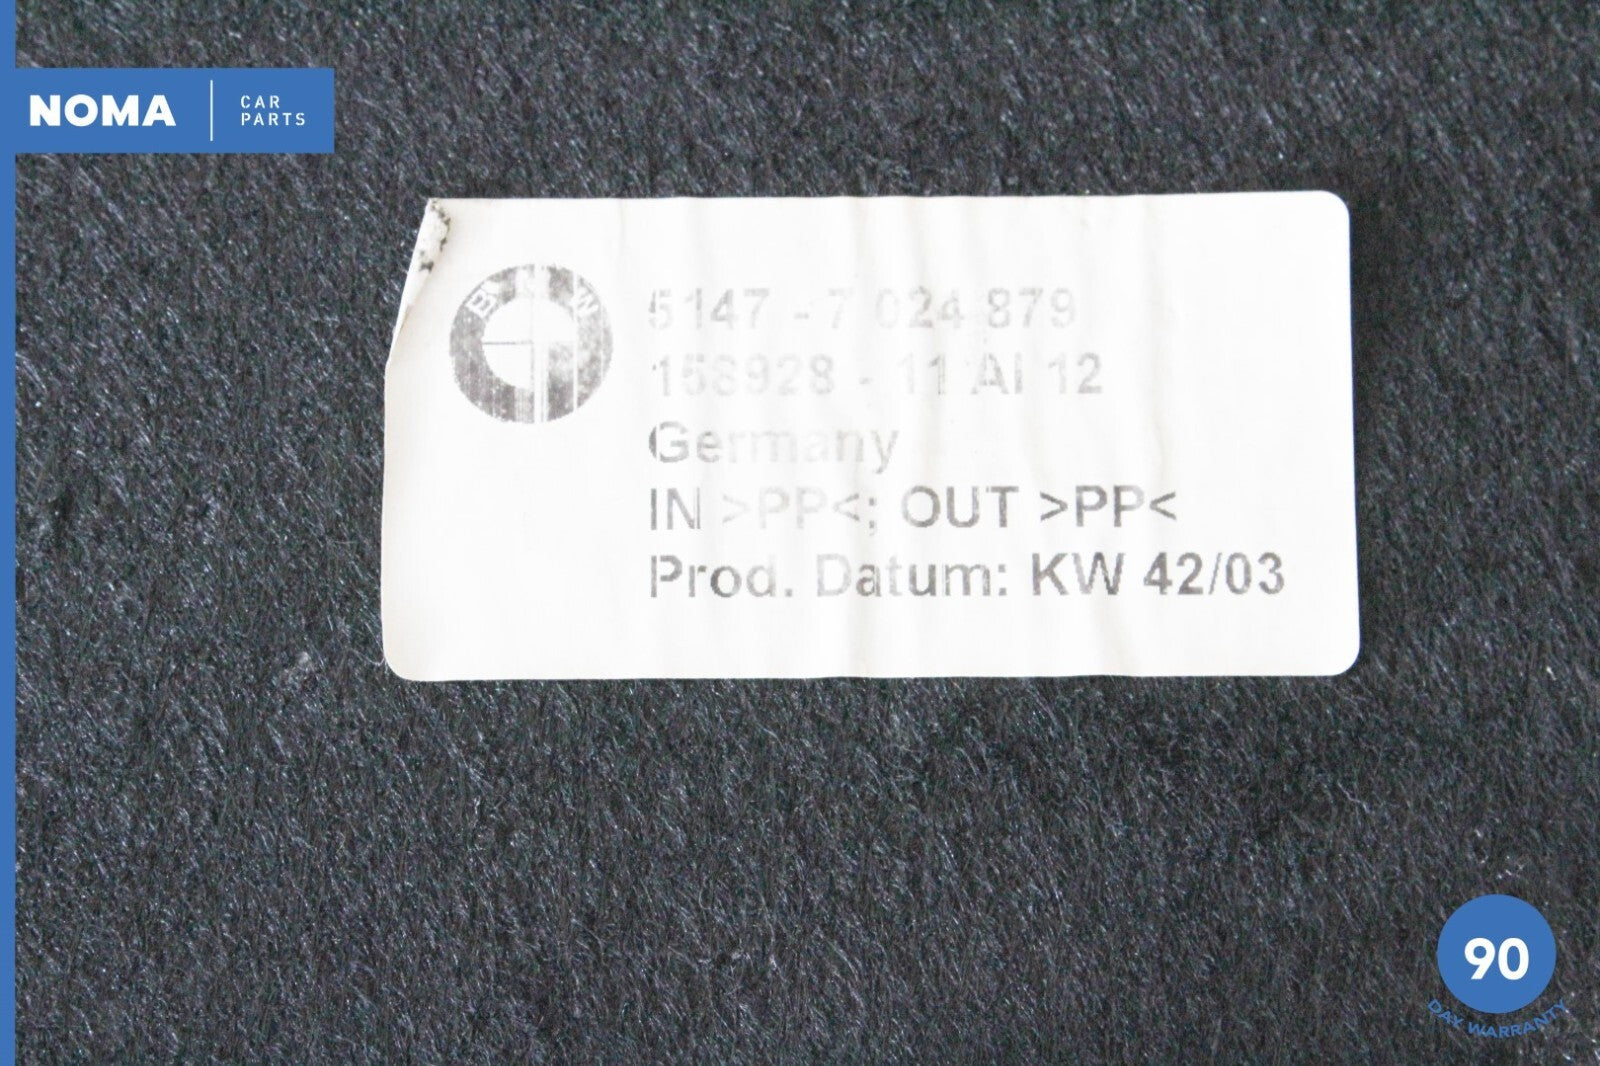 NOMA
CAR
PARTS
BMW
5147 - 7 024 879
158928 - 11 AI 12
Germany
IN >PP<; OUT >PP<
Prod. Datum: KW 42/03
90
DAY WARRANTY